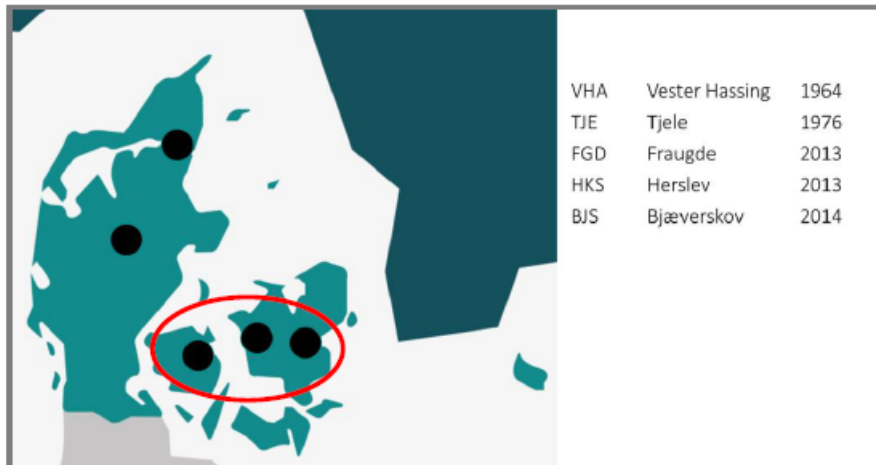 VHA Vester Hassing 1964
TJE Tjele 1976
FGD Fraugde 2013
HKS Herslev 2013
BJS Bjæverskov 2014